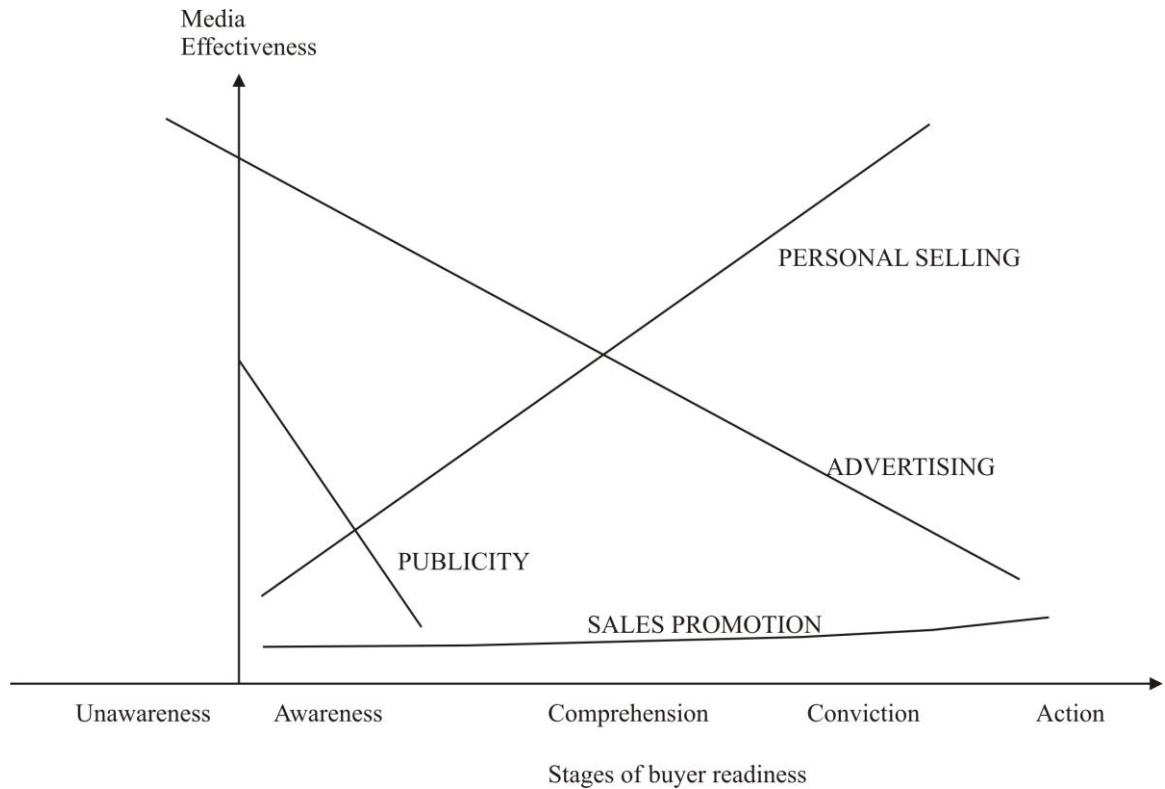 Media
Effectiveness
PERSONAL SELLING
ADVERTISING
PUBLICITY
SALES PROMOTION
Unawareness
Awareness
Comprehension
Conviction
Action
Stages of buyer readiness